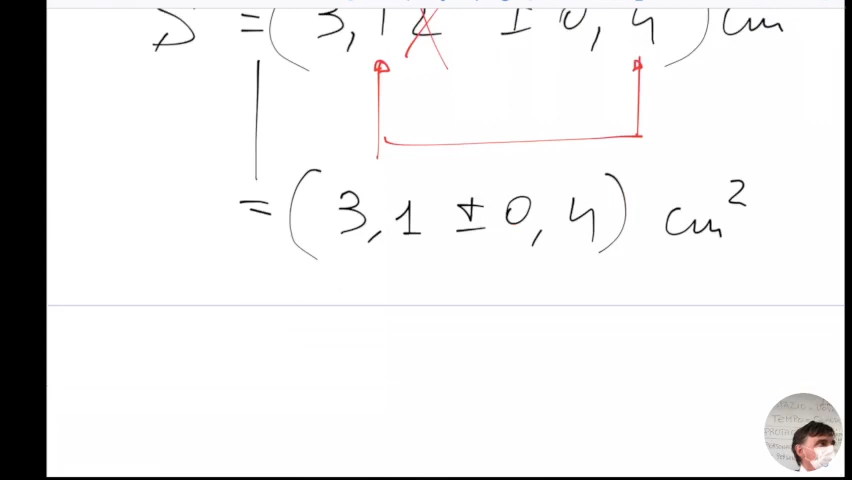 S = (3,12 ± 0,4) cm
= (3,1 ± 0,4) cm²